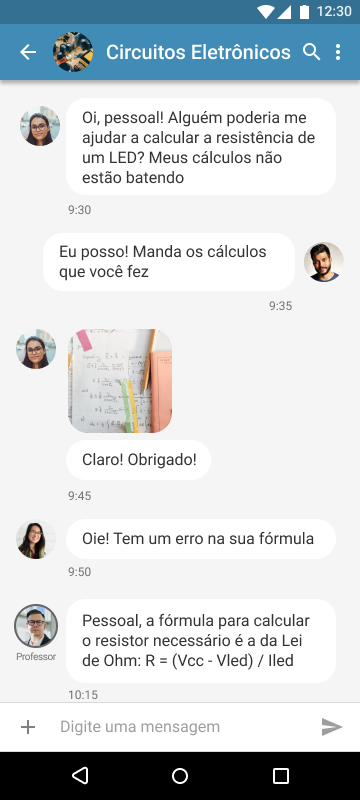 12:30
Circuitos Eletrônicos
Oi, pessoal! Alguém poderia me
ajudar a calcular a resistência de
um LED? Meus cálculos não
estão batendo
9:30
Eu posso! Manda os cálculos
que você fez
9:35
Claro! Obrigado!
9:45
Oie! Tem um erro na sua fórmula
9:50
Pessoal, a fórmula para calcular
o resistor necessário é a da Lei
de Ohm: R = (Vcc - Vled) / Iled
Professor
10:15
Digite uma mensagem